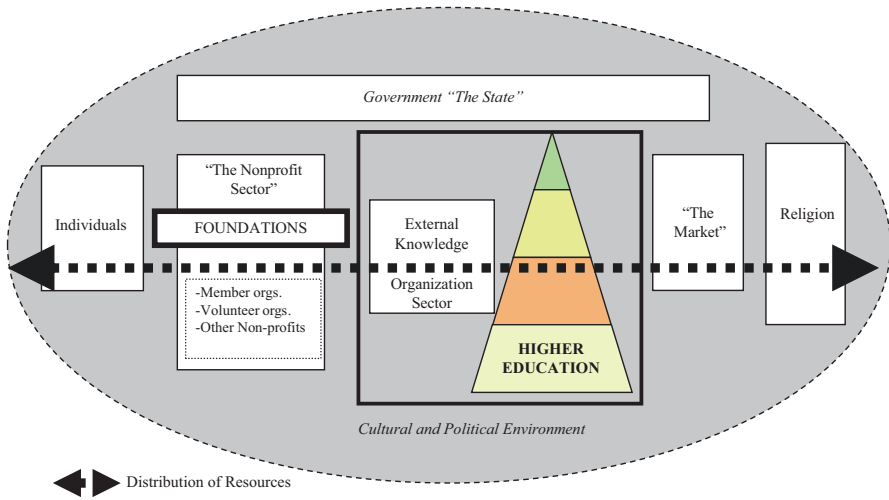 Government “The State”
Individuals
“The Nonprofit
Sector”
FOUNDATIONS
-Member orgs.
-Volunteer orgs.
-Other Non-profits
External
Knowledge
Organization
Sector
HIGHER
EDUCATION
“The
Market”
Religion
Cultural and Political Environment
Distribution of Resources